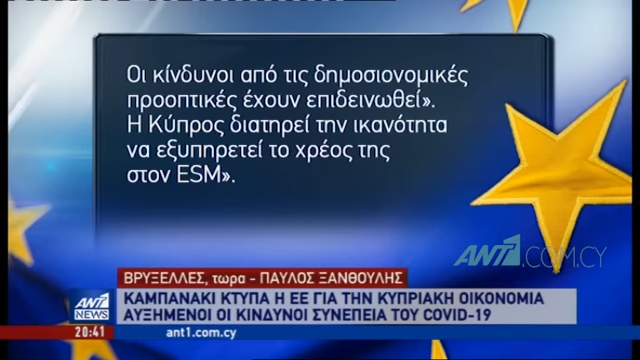 Οι κίνδυνοι από τις δημοσιονομικές
προοπτικές έχουν επιδεινωθεί».
Η Κύπρος διατηρεί την ικανότητα
να εξυπηρετεί το χρέος της
στον ESM».
ANT1.COM.CY
ΒΡΥΞΕΛΛΕΣ, τωρα - ΠΑΥΛΟΣ ΞΑΝΘΟΥΛΗΣ
ΚΑΜΠΑΝΑΚΙ ΚΤΥΠΑ Η ΕΕ ΓΙΑ ΤΗΝ ΚΥΠΡΙΑΚΗ ΟΙΚΟΝΟΜΙΑ
ΑΥΞΗΜΕΝΟΙ ΟΙ ΚΙΝΔΥΝΟΙ ΣΥΝΕΠΕΙΑ ΤΟΥ COVID-19
ANT1
NEWS
20:41
ant1.com.cy